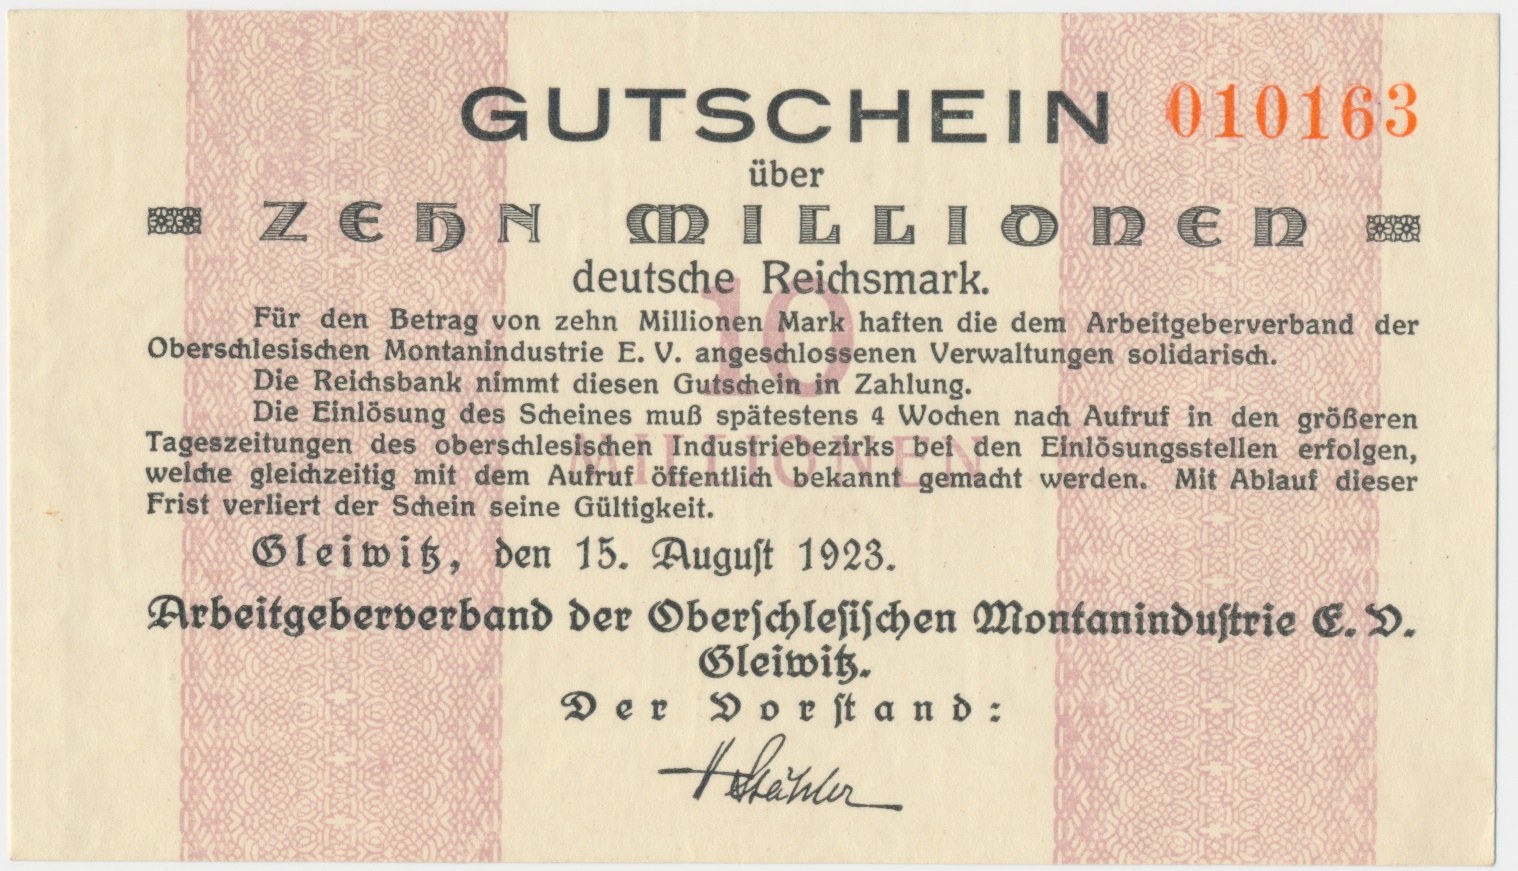 GUTSCHEIN 010163
über
ZEHN MILLIONEN
deutsche Reichsmark.
Für den Betrag von zehn Millionen Mark haften die dem Arbeitgeberverband der
Oberschlesischen Montanindustrie E. V. angeschlossenen Verwaltungen solidarisch.
Die Reichsbank nimmt diesen Gutschein in Zahlung.
Die Einlösung des Scheines muß spätestens 4 Wochen nach Aufruf in den größeren
Tageszeitungen des oberschlesischen Industriebezirks bei den Einlösungsstellen erfolgen,
welche gleichzeitig mit dem Aufruf öffentlich bekannt gemacht werden. Mit Ablauf dieser
Frist verliert der Schein seine Gültigkeit.
10
MILLIONEN
Gleiwitz, den 15. August 1923.
Arbeitgeberverband der Oberschlesischen Montanindustrie E. V.
Gleiwitz.
Der Vorstand: